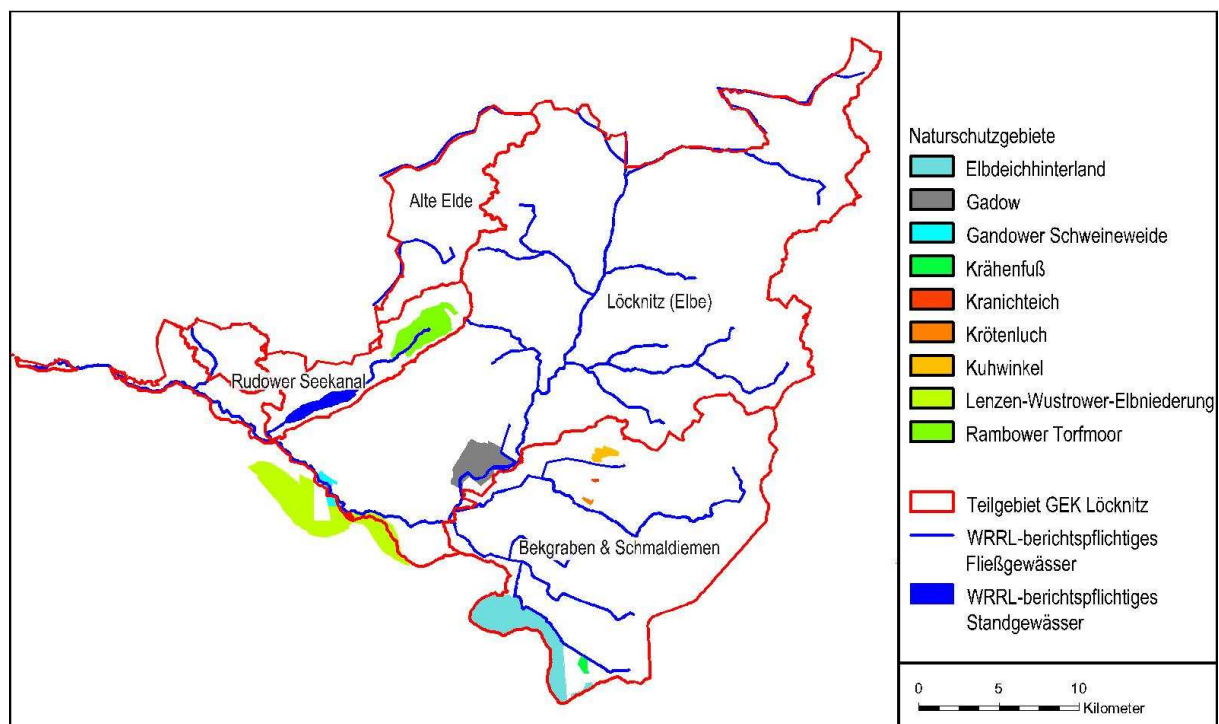 Alte Elde
Löcknitz (Elbe)
Rudower Seekanal
Bekgraben & Schmaldiemen
Naturschutzgebiete
Elbdeichhinterland
Gadow
Gandower Schweineweide
Krähenfuß
Kranichteich
Krötenluch
Kuhwinkel
Lenzen-Wustrower-Elbniederung
Rambower Torfmoor
Teilgebiet GEK Löcknitz
WRRL-berichtspflichtiges
Fließgewässer
WRRL-berichtspflichtiges
Standgewässer
0 5 10
Kilometer